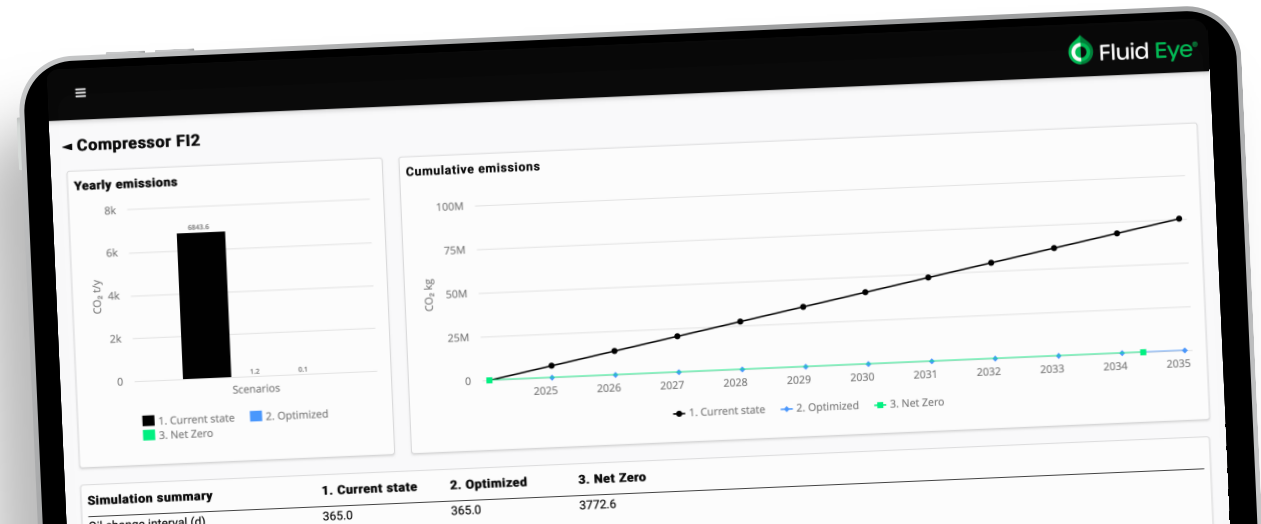 Fluid Eye®
◄ Compressor FI2
Yearly emissions
8k
6k
4k
2k
0
CO₂ t/y
6843.6
1.2
0.1
Scenarios
1. Current state
2. Optimized
3. Net Zero
Cumulative emissions
100M
75M
50M
25M
0
CO₂ kg
2025
2026
2027
2028
2029
2030
2031
2032
2033
2034
2035
1. Current state
2. Optimized
3. Net Zero
Simulation summary 1. Current state 2. Optimized 3. Net Zero
Oil change interval (d) 365.0 365.0 3772.6